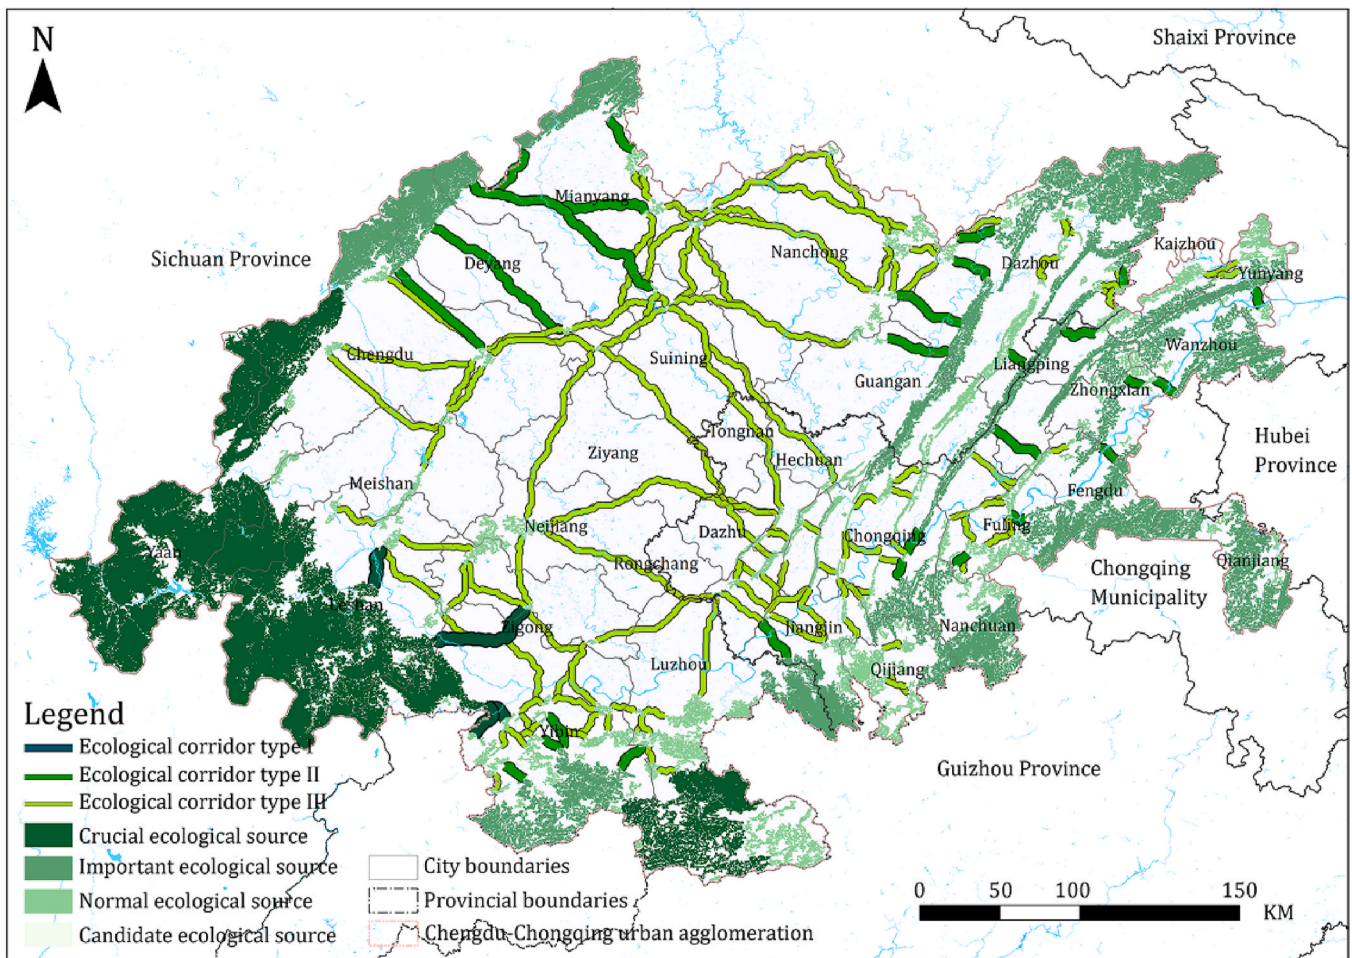 N
Shaixi Province
Mianyang
Sichuan Province
Deyang
Nanchong
Dazhou
Kaizhou
Yunyang
Chengdu
Suining
Guangan
Liangping
Wanzhou
Zhongxian
Tongnan
Hechuan
Ziyang
Meishan
Hubei
Province
Fengdu
Neijiang
Dazhu
Chongqing
Fuling
Yaan
Rongchang
Qianjiang
Chongqing
Municipality
Leshan
Zigong
Jiangjin
Nanchuan
Luzhou
Qijiang
Yibin
Guizhou Province
Legend
Ecological corridor type I
Ecological corridor type II
Ecological corridor type III
Crucial ecological source
Important ecological source
Normal ecological source
Candidate ecological source
City boundaries
Provincial boundaries
Chengdu-Chongqing urban agglomeration
0 50 100 150
KM